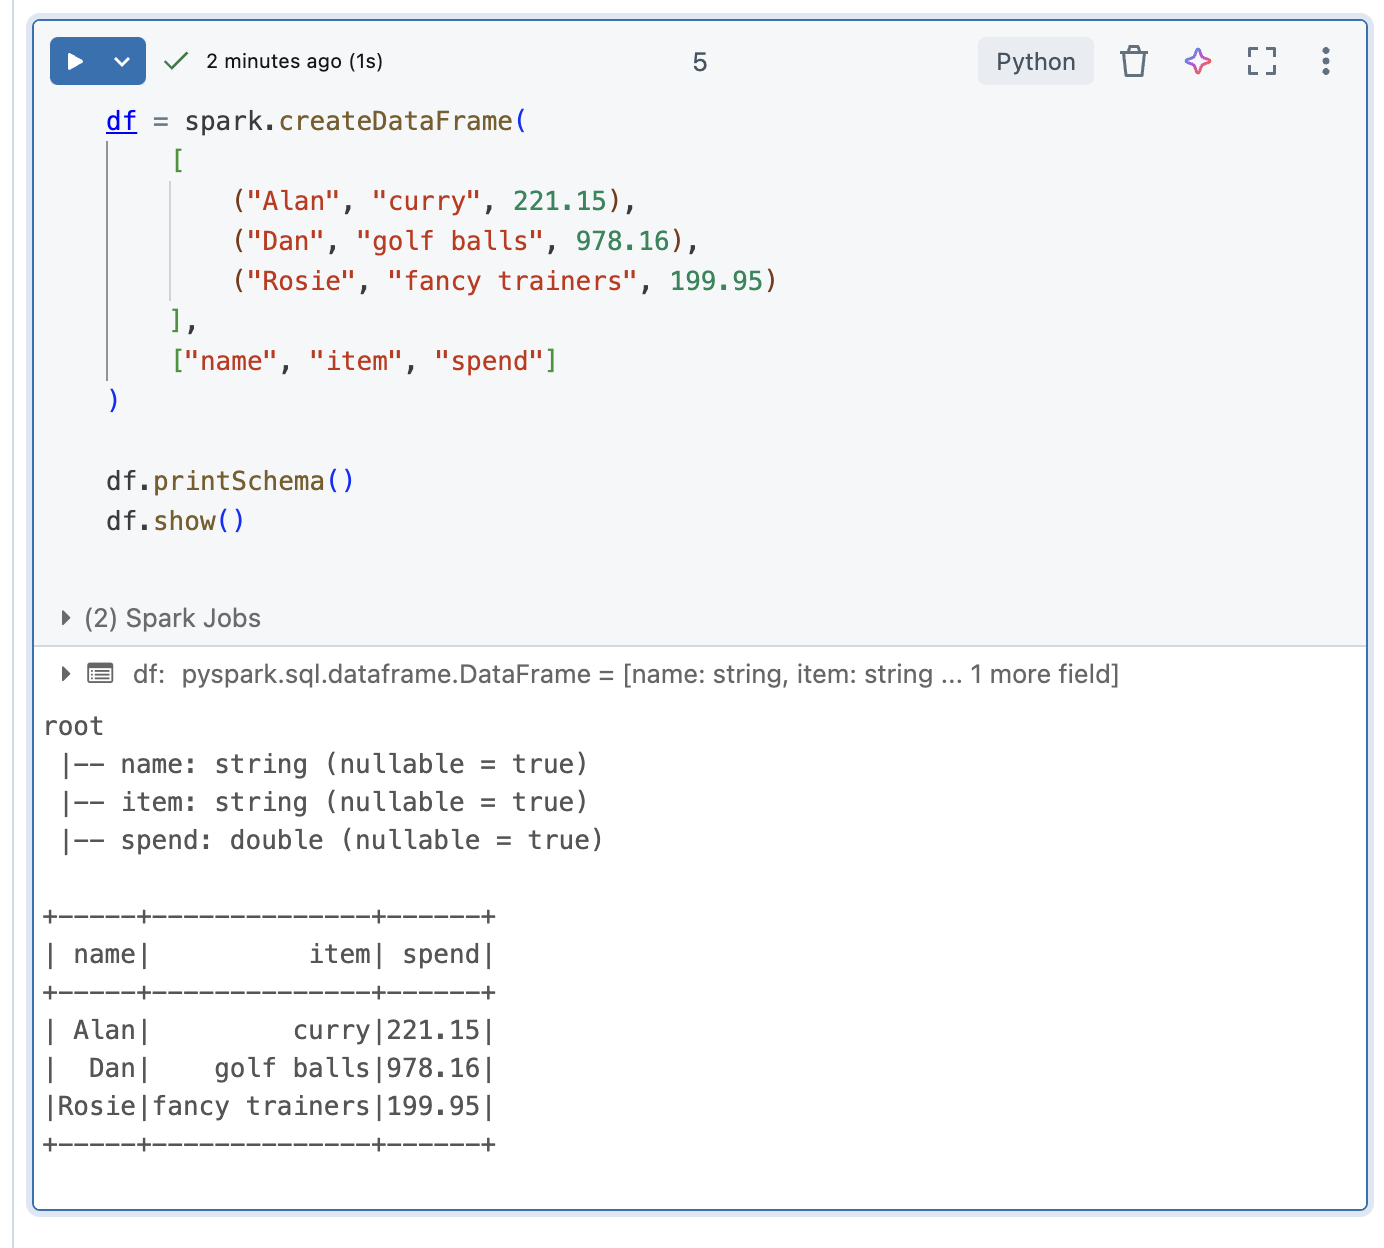 2 minutes ago (1s)
5
Python
df = spark.createDataFrame(
    [
        ("Alan", "curry", 221.15),
        ("Dan", "golf balls", 978.16),
        ("Rosie", "fancy trainers", 199.95)
    ],
    ["name", "item", "spend"]
)

df.printSchema()
df.show()

(2) Spark Jobs
df: pyspark.sql.dataframe.DataFrame = [name: string, item: string ... 1 more field]
root
 |-- name: string (nullable = true)
 |-- item: string (nullable = true)
 |-- spend: double (nullable = true)

+-----+--------------+------+
| name|          item| spend|
+-----+--------------+------+
| Alan|         curry|221.15|
|  Dan|    golf balls|978.16|
|Rosie|fancy trainers|199.95|
+-----+--------------+------+